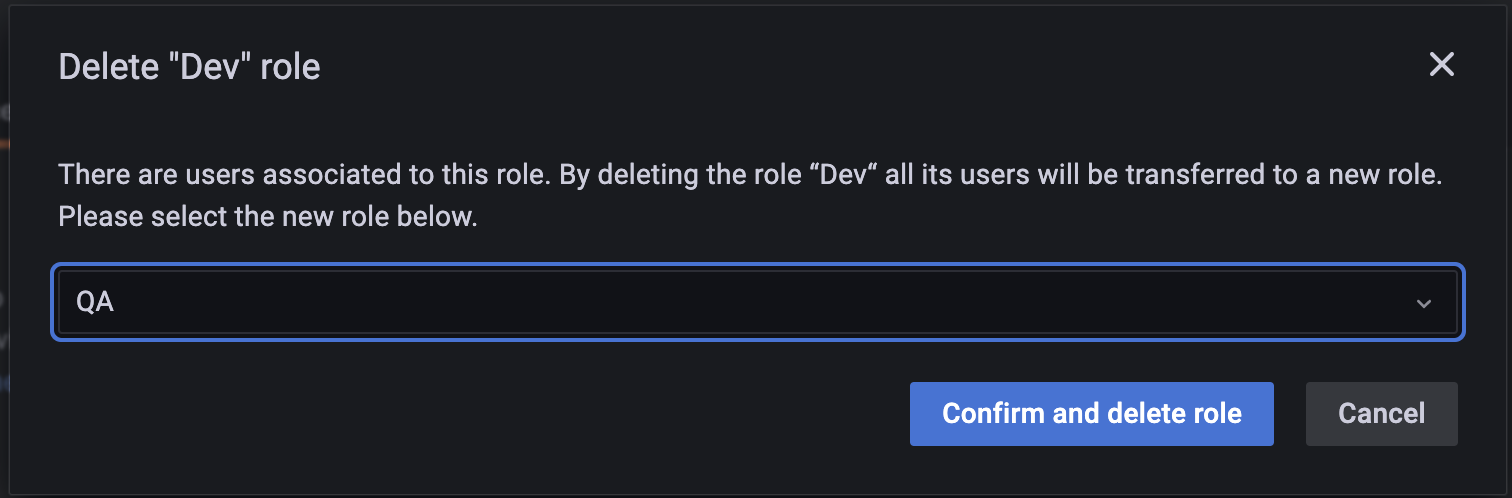 Delete "Dev" role
There are users associated to this role. By deleting the role “Dev“ all its users will be transferred to a new role.
Please select the new role below.
QA
Confirm and delete role
Cancel